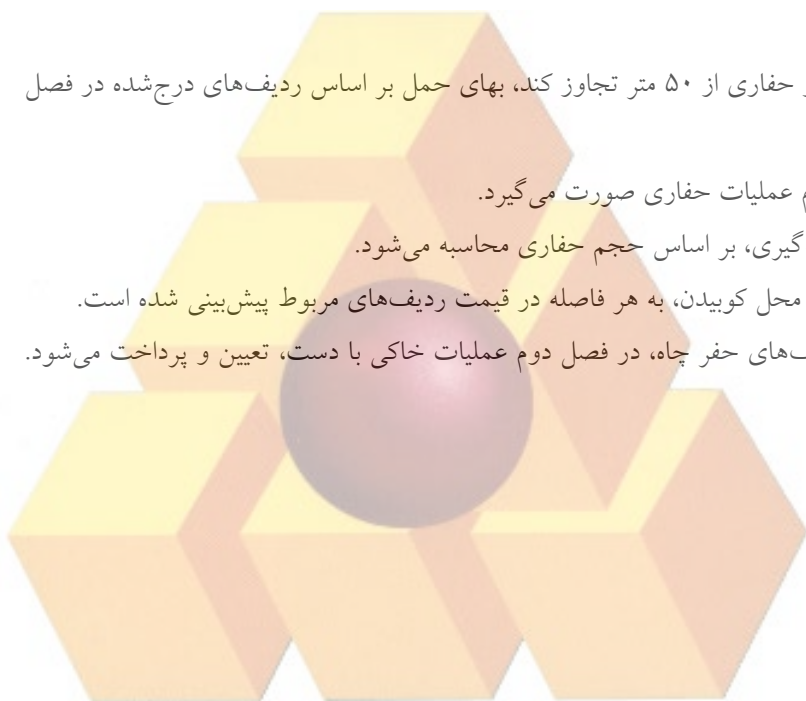 حفاری از ۵۰ متر تجاوز کند، بهای حمل بر اساس ردیف‌های درج‌شده در فصل
عملیات حفاری صورت می‌گیرد.
گیری، بر اساس حجم حفاری محاسبه می‌شود.
محل کوبیدن، به هر فاصله در قیمت ردیف‌های مربوط پیش‌بینی شده است.
ف‌های حفر چاه، در فصل دوم عملیات خاکی با دست، تعیین و پرداخت می‌شود.